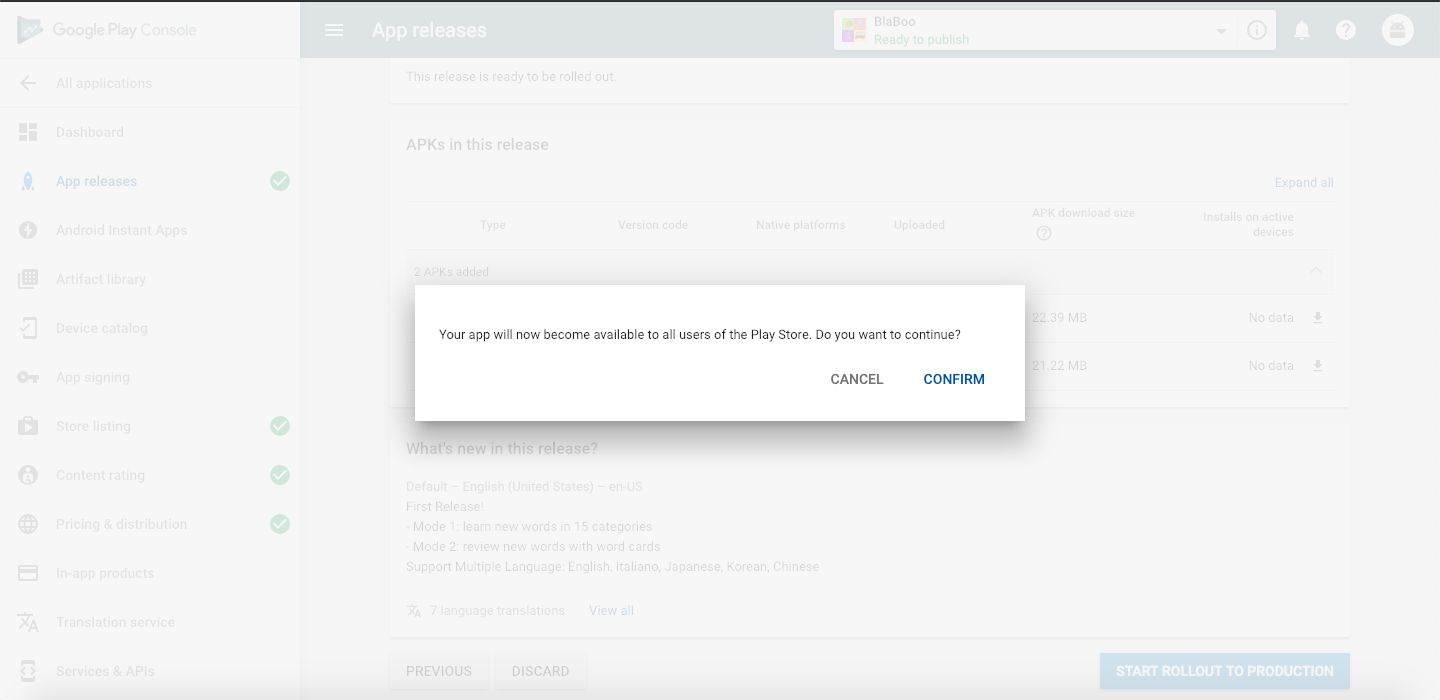 Google Play Console
All applications
Dashboard
App releases
Android Instant Apps
Artifact library
Device catalog
App signing
Store listing
Content rating
Pricing & distribution
In-app products
Translation service
Services & APIs
App releases
BlaBoo
Ready to publish
This release is ready to be rolled out.
APKs in this release
Expand all
Type
Version code
Native platforms
Uploaded
APK download size
Installs on active
devices
2 APKs added
22.39 MB
No data
21.22 MB
No data
Your app will now become available to all users of the Play Store. Do you want to continue?
CANCEL
CONFIRM
What's new in this release?
Default – English (United States) – en-US
First Release!
- Mode 1: learn new words in 15 categories
- Mode 2: review new words with word cards
Support Multiple Language: English, Italiano, Japanese, Korean, Chinese
7 language translations View all
PREVIOUS
DISCARD
START ROLLOUT TO PRODUCTION